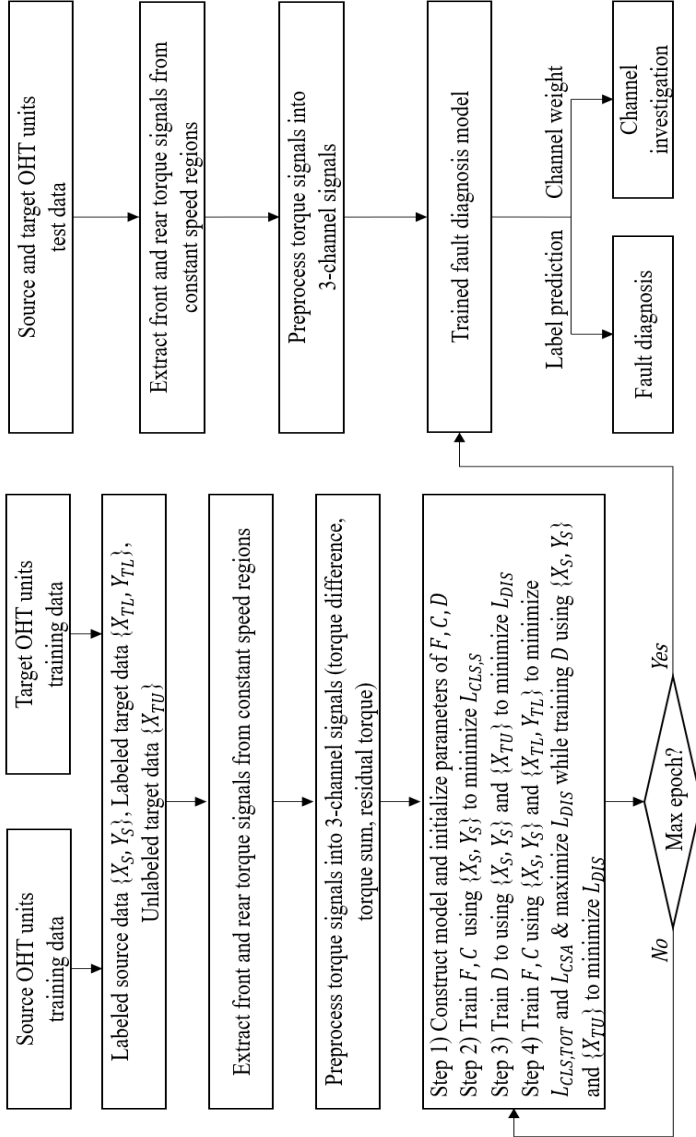 Source OHT units
training data
Target OHT units
training data
Labeled source data {X_S, Y_S}, Labeled target data {X_TL, Y_TL},
Unlabeled target data {X_TU}
Extract front and rear torque signals from constant speed regions
Preprocess torque signals into 3-channel signals (torque difference,
torque sum, residual torque)
Step 1) Construct model and initialize parameters of F, C, D
Step 2) Train F, C using {X_S, Y_S} to minimize L_CLS,S
Step 3) Train D to using {X_S, Y_S} and {X_TU} to minimize L_DIS
Step 4) Train F, C using {X_S, Y_S} and {X_TL, Y_TL} to minimize
L_CLS,TOT and L_CSA & maximize L_DIS while training D using {X_S, Y_S}
and {X_TU} to minimize L_DIS
Max epoch?
No
Yes
Source and target OHT units
test data
Extract front and rear torque signals from
constant speed regions
Preprocess torque signals into
3-channel signals
Trained fault diagnosis model
Label prediction
Channel weight
Fault diagnosis
Channel
investigation